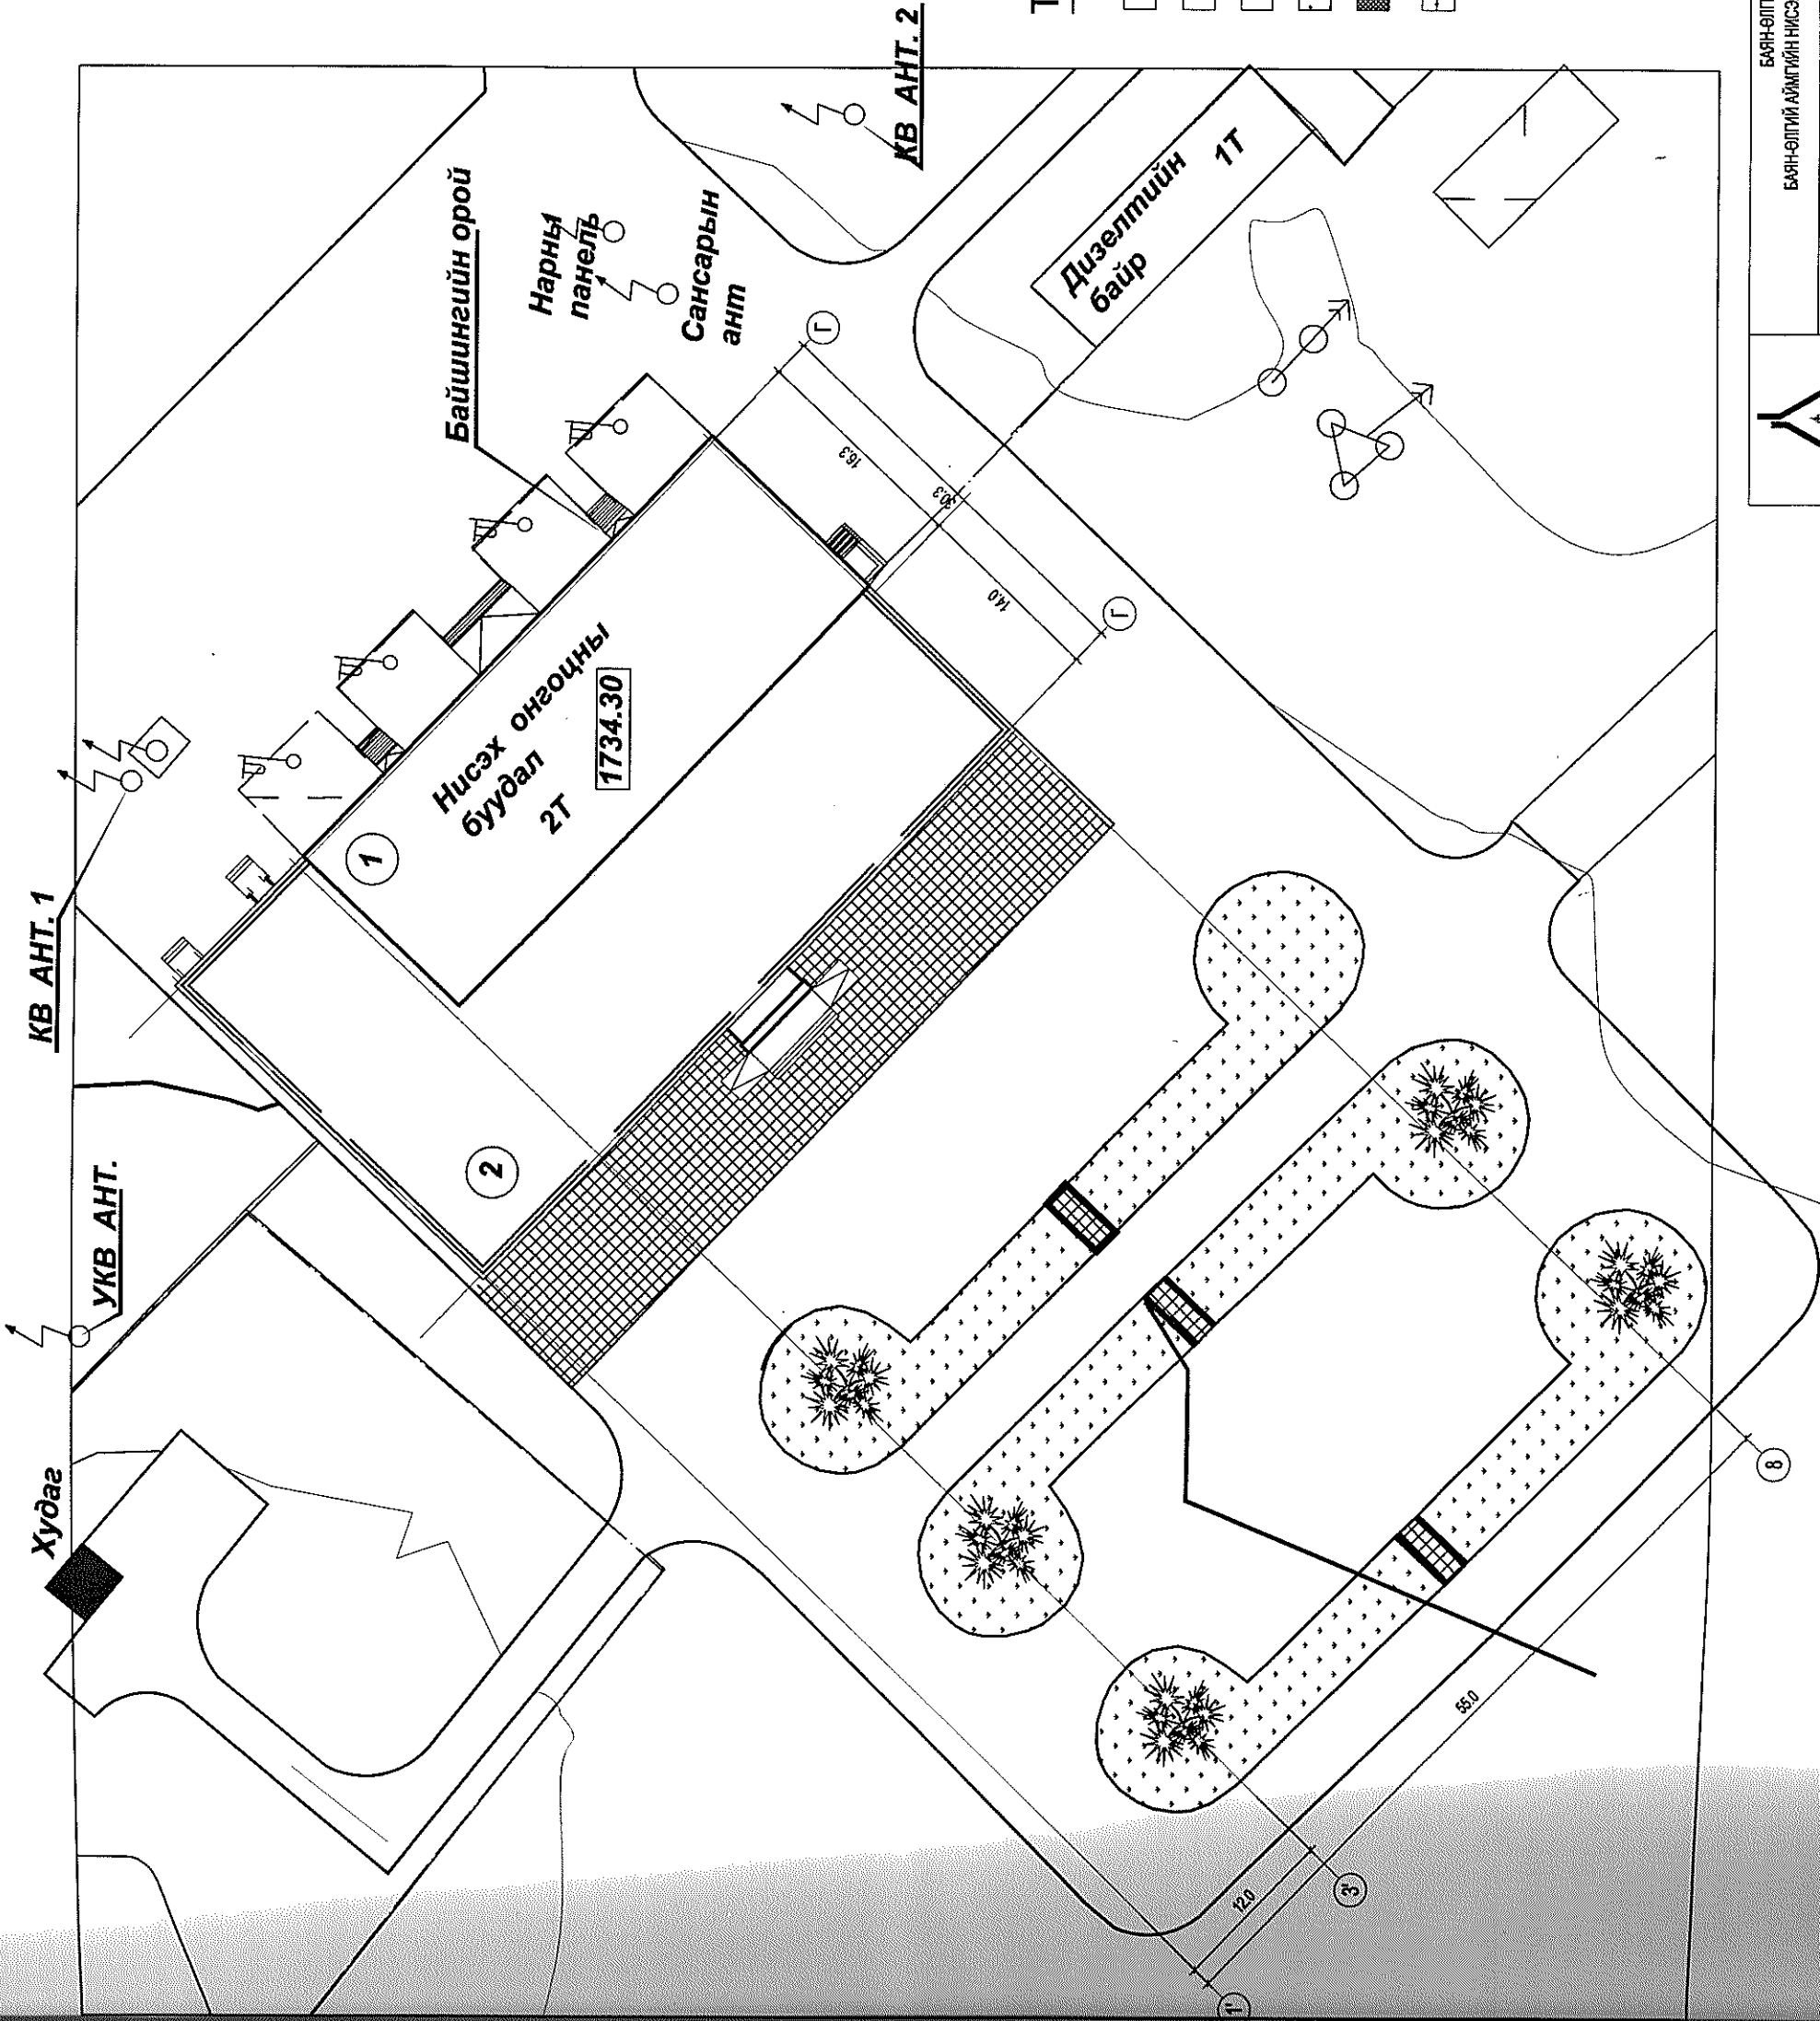 КВ АНТ. 1
УКВ АНТ.
Худаг
КВ АНТ. 2
Байшингийн орой
Нарны
панель
Сансарын
ант
Дизелтийн
байр
1Т
Нисэх онгоцны
буудал
2Т
1734.30
1
2
16.3
30.3
14.0
Г
Г
55.0
12.0
1'
3'
8
БАЯН-ӨЛГИЙ АЙМГИЙН